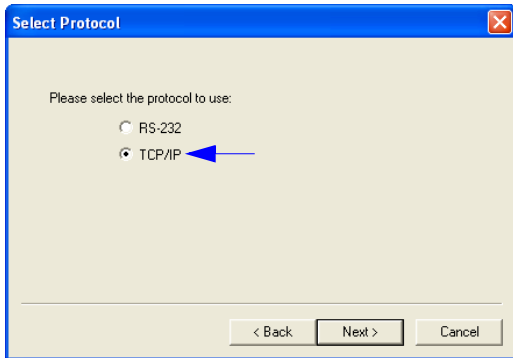 Select Protocol
Please select the protocol to use:
RS-232
TCP/IP
< Back Next > Cancel